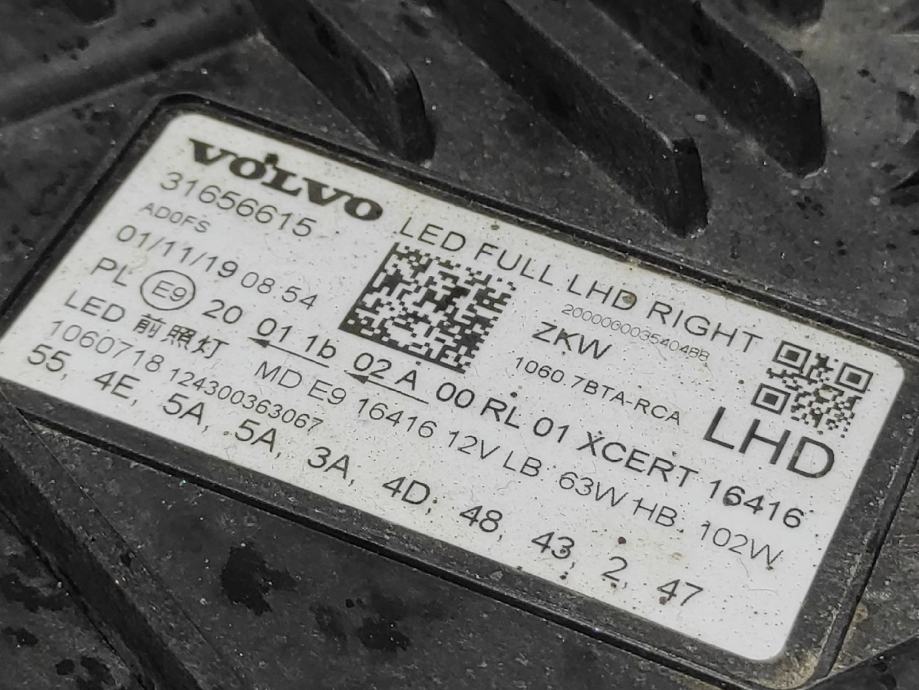 VOLVO
31656615
LED FULL LHD RIGHT
AD0FS
01/11/19 08:54
ZKW
1060.7BTA-RCA
LHD
PL E9 20 01 1b 02 A 00 RL 01 XCERT 16416
LED 前照灯 MD E9 16416 12V LB: 63W HB: 102W
1060718 124300363067
55, 4E, 5A, 5A, 3A, 4D, 48, 43, 2, 47